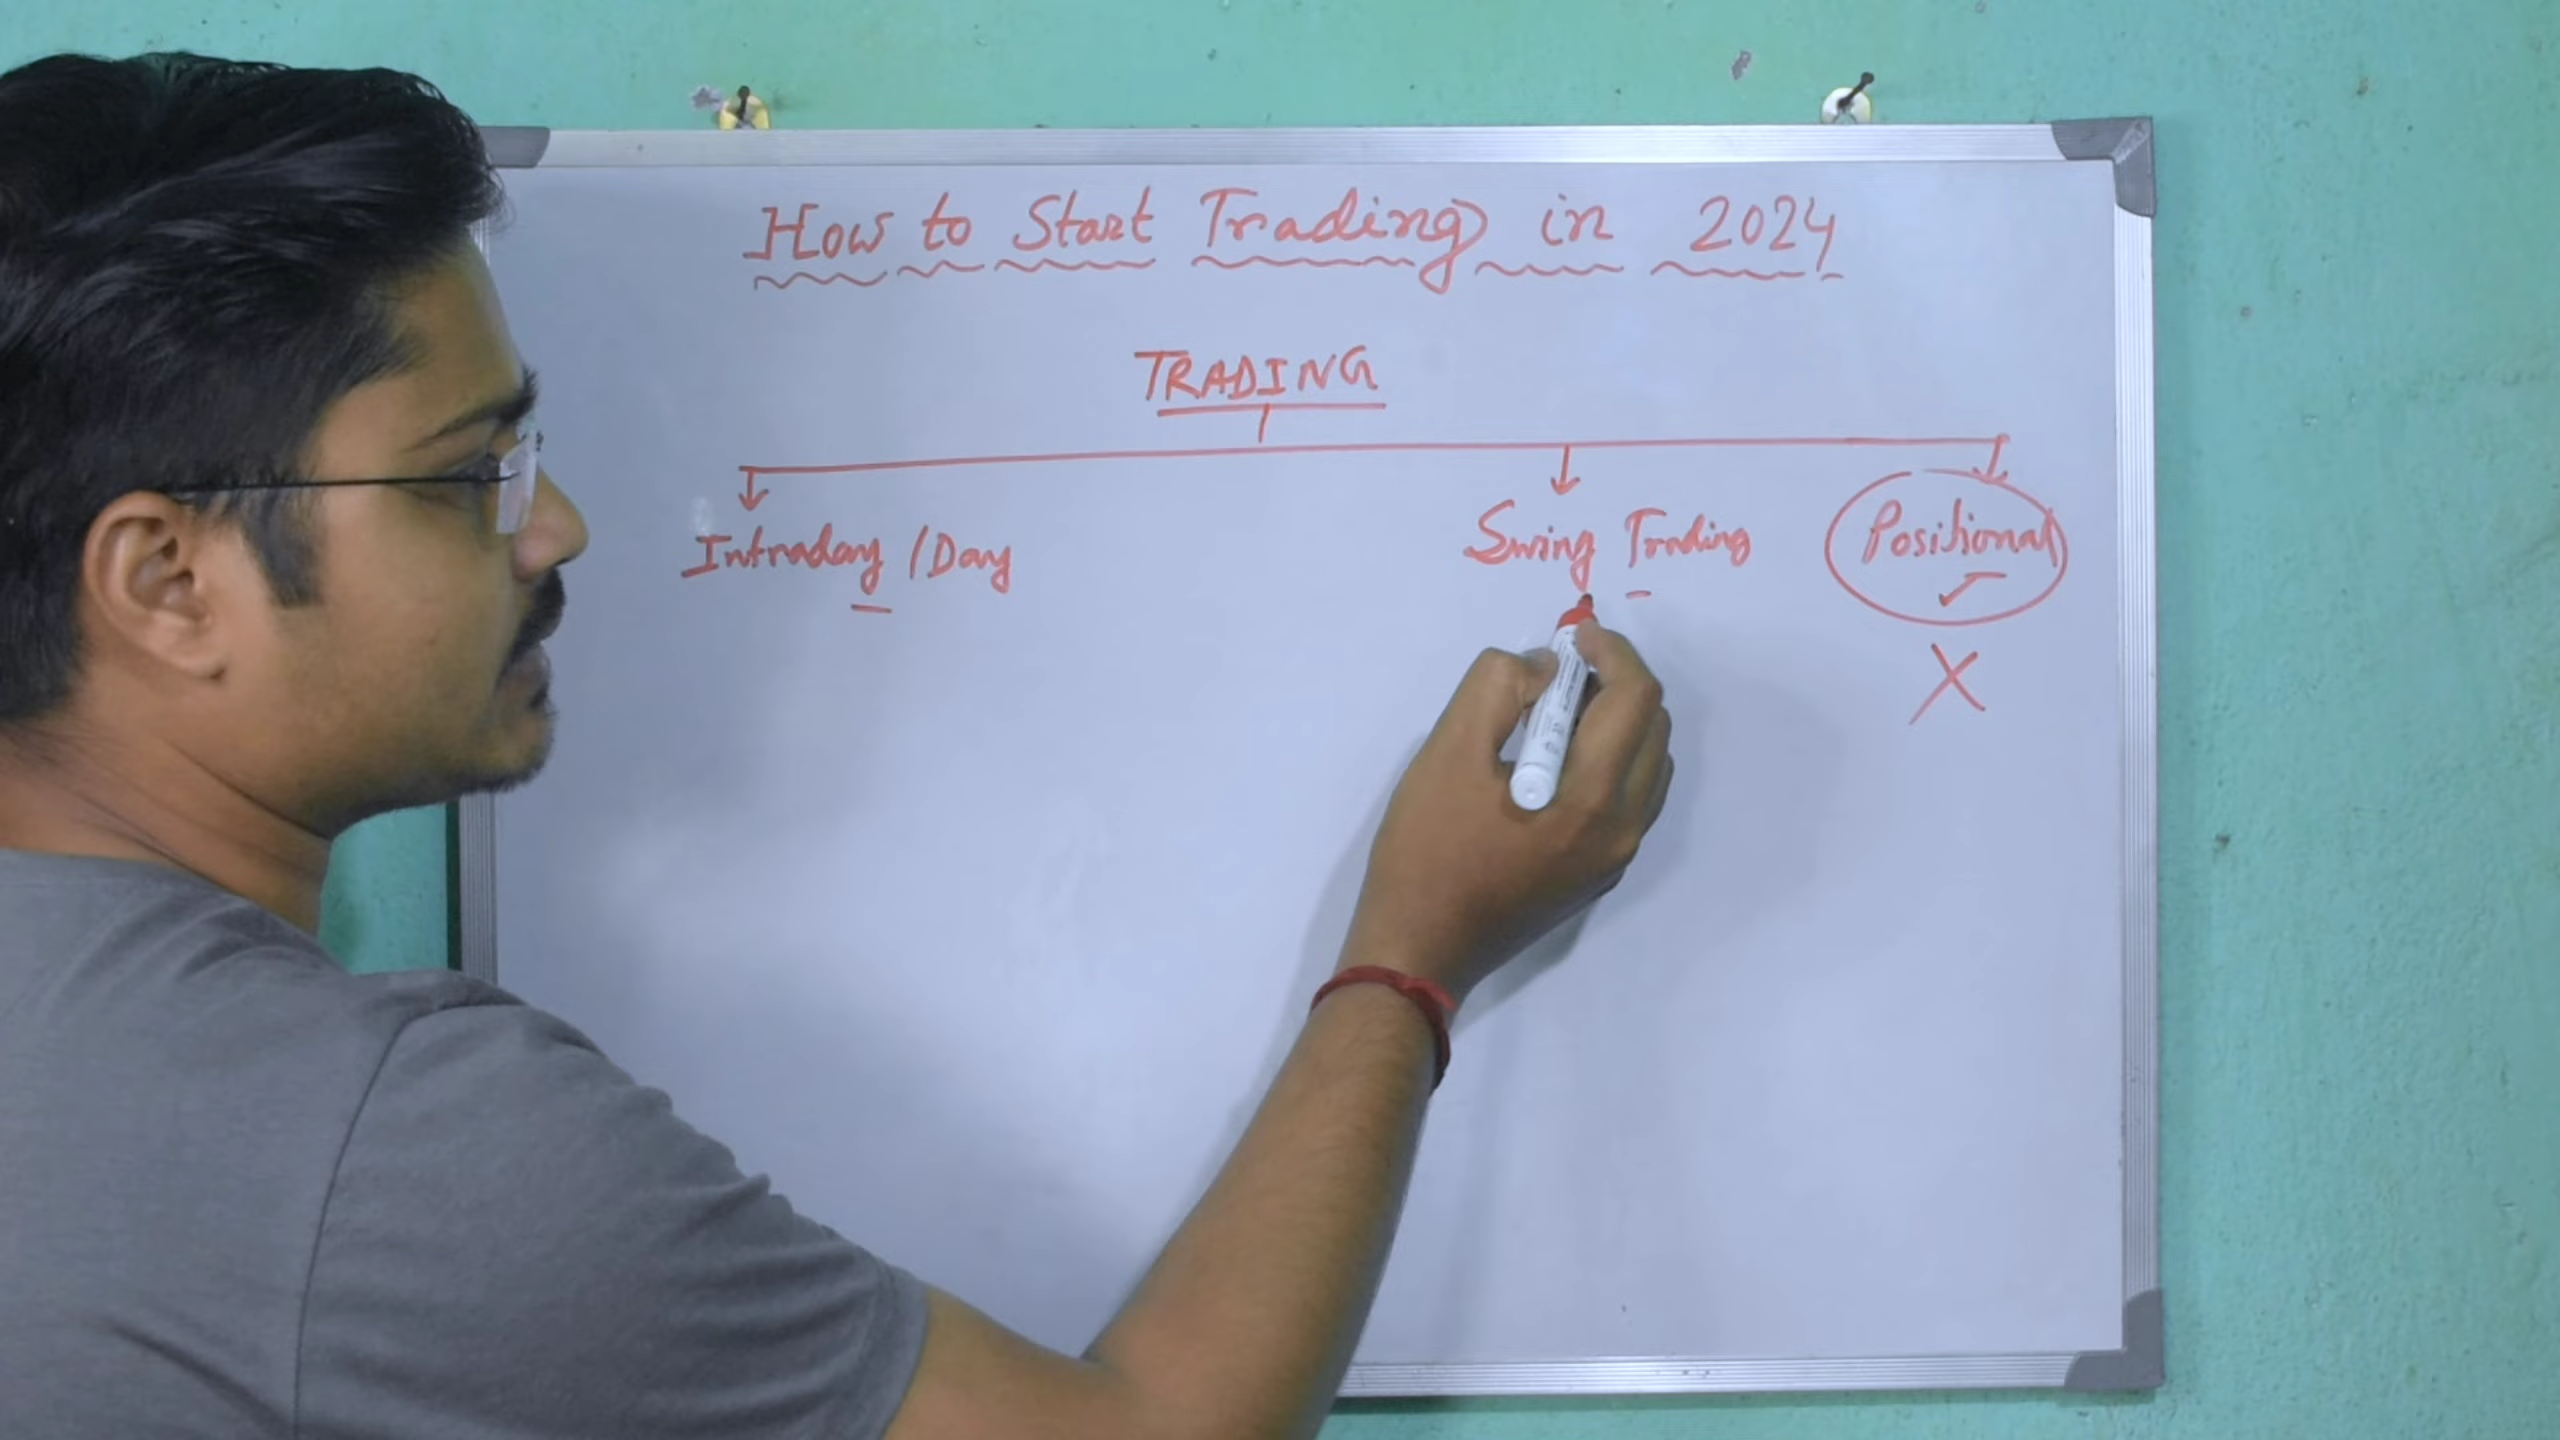 How to Start Trading in 2024
TRADING
Intraday / Day
Swing Trading
Positional
X